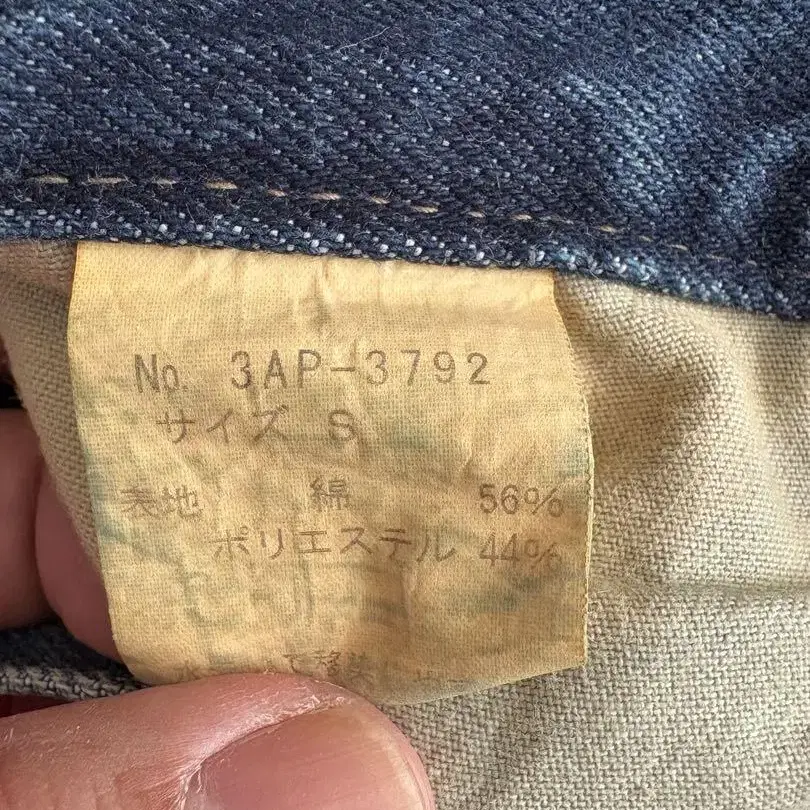 No. 3AP-3792
サイズ S
表地 綿 56%
ポリエステル 44%